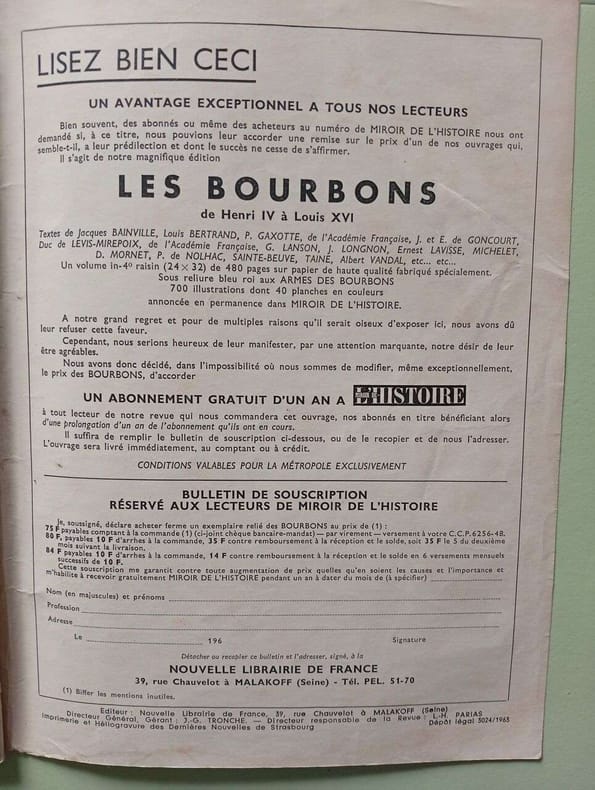 LISEZ BIEN CECI
UN AVANTAGE EXCEPTIONNEL A TOUS NOS LECTEURS
Bien souvent, des abonnés ou même des acheteurs au numéro de MIROIR DE L'HISTOIRE nous ont
demandé si, à ce titre, nous pouvions leur accorder une remise sur le prix d'un de nos ouvrages qui,
semble-t-il, a leur prédilection et dont le succès ne cesse de s'affirmer.
Il s'agit de notre magnifique édition
LES BOURBONS
de Henri IV à Louis XVI
Textes de Jacques BAINVILLE, Louis BERTRAND, P. GAXOTTE, de l'Académie Française, J. et E. de GONCOURT,
Duc de LEVIS-MIREPOIX, de l'Académie Française, G. LANSON, J. LONGNON, Ernest LAVISSE, MICHELET,
D. MORNET, P. de NOLHAC, SAINTE-BEUVE, TAINE, Albert VANDAL, etc... etc...
Un volume in-4º raisin (24 × 32) de 480 pages sur papier de haute qualité fabriqué spécialement.
Sous reliure bleu roi aux ARMES DES BOURBONS
700 illustrations dont 40 planches en couleurs
annoncée en permanence dans MIROIR DE L'HISTOIRE.
A notre grand regret et pour de multiples raisons qu'il serait oiseux d'exposer ici, nous avons dû
leur refuser cette faveur.
Cependant, nous serions heureux de leur manifester, par une attention marquante, notre désir de leur
être agréables.
Nous avons donc décidé, dans l'impossibilité où nous sommes de modifier, même exceptionnellement,
le prix des BOURBONS, d'accorder
UN ABONNEMENT GRATUIT D'UN AN A MIROIR DE L'HISTOIRE
à tout lecteur de notre revue qui nous commandera cet ouvrage, nos abonnés en titre bénéficiant alors
d'une prolongation d'un an de l'abonnement qu'ils ont en cours.
Il suffira de remplir le bulletin de souscription ci-dessous, ou de le recopier et de nous l'adresser.
L'ouvrage sera livré immédiatement, au comptant ou à crédit.
CONDITIONS VALABLES POUR LA MÉTROPOLE EXCLUSIVEMENT
BULLETIN DE SOUSCRIPTION
RÉSERVÉ AUX LECTEURS DE MIROIR DE L'HISTOIRE
Je, soussigné, déclare acheter ferme un exemplaire relié des BOURBONS au prix de (1) :
75 F payables comptant à la commande (1) (ci-joint chèque bancaire-mandat) — par virement — versement à votre C.C.P. 6256-48.
80 F, payables 10 F d'arrhes à la commande, 35 F contre remboursement à la réception et le solde, soit 35 F le 5 du deuxième
mois suivant la livraison.
84 F payables 10 F d'arrhes à la commande, 14 F contre remboursement à la réception et le solde en 6 versements mensuels
successifs de 10 F.
Cette souscription me garantit contre toute augmentation de prix quelles qu'en soient les causes et l'importance et
m'habilite à recevoir gratuitement MIROIR DE L'HISTOIRE pendant un an à dater du mois de (à spécifier)
Nom (en majuscules) et prénoms
Profession
Adresse
Le 196 Signature
Détacher ou recopier ce bulletin et l'adresser, signé, à la
NOUVELLE LIBRAIRIE DE FRANCE
39, rue Chauvelot à MALAKOFF (Seine) - Tél. PEL. 51-70
(1) Biffer les mentions inutiles.
Editeur : Nouvelle Librairie de France, 39, rue Chauvelot à MALAKOFF (Seine)
Directeur Général, Gérant : J.-G. TRONCHE. — Directeur responsable de la Revue : L.-H. PARIAS
Imprimerie et Héliogravure des Dernières Nouvelles de Strasbourg Dépôt légal 5024/1965